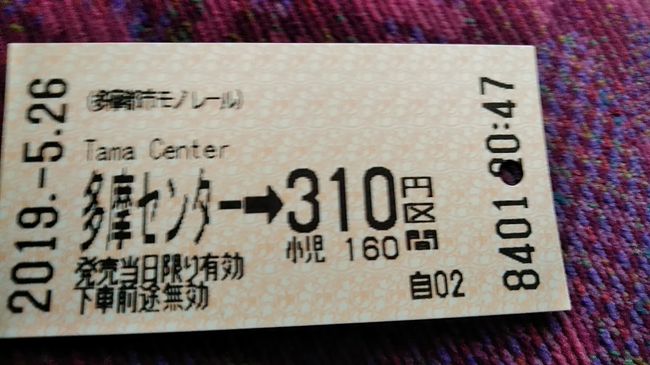 2019.-5.26
(多摩都市モノレール)
Tama Center
多摩センター➡310円区間
小児 160
発売当日限り有効
下車前途無効
自02
8401 20:47